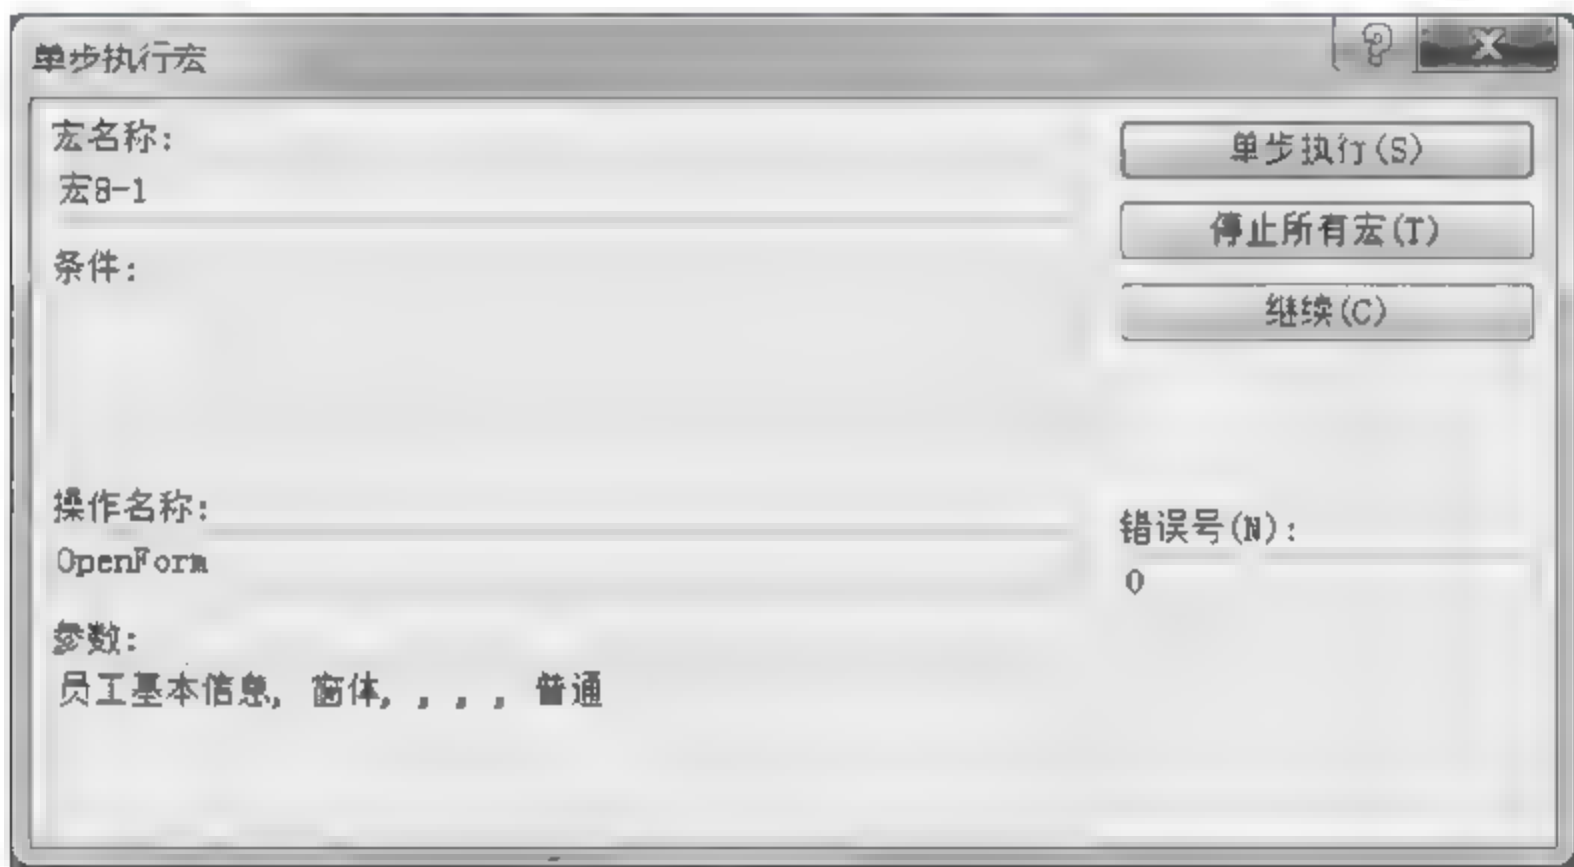 单步执行宏
宏名称:
宏8-1
条件:
操作名称:
OpenForm
参数:
员工基本信息, 窗体, , , , 普通
单步执行(S)
停止所有宏(T)
继续(C)
错误号(N):
0